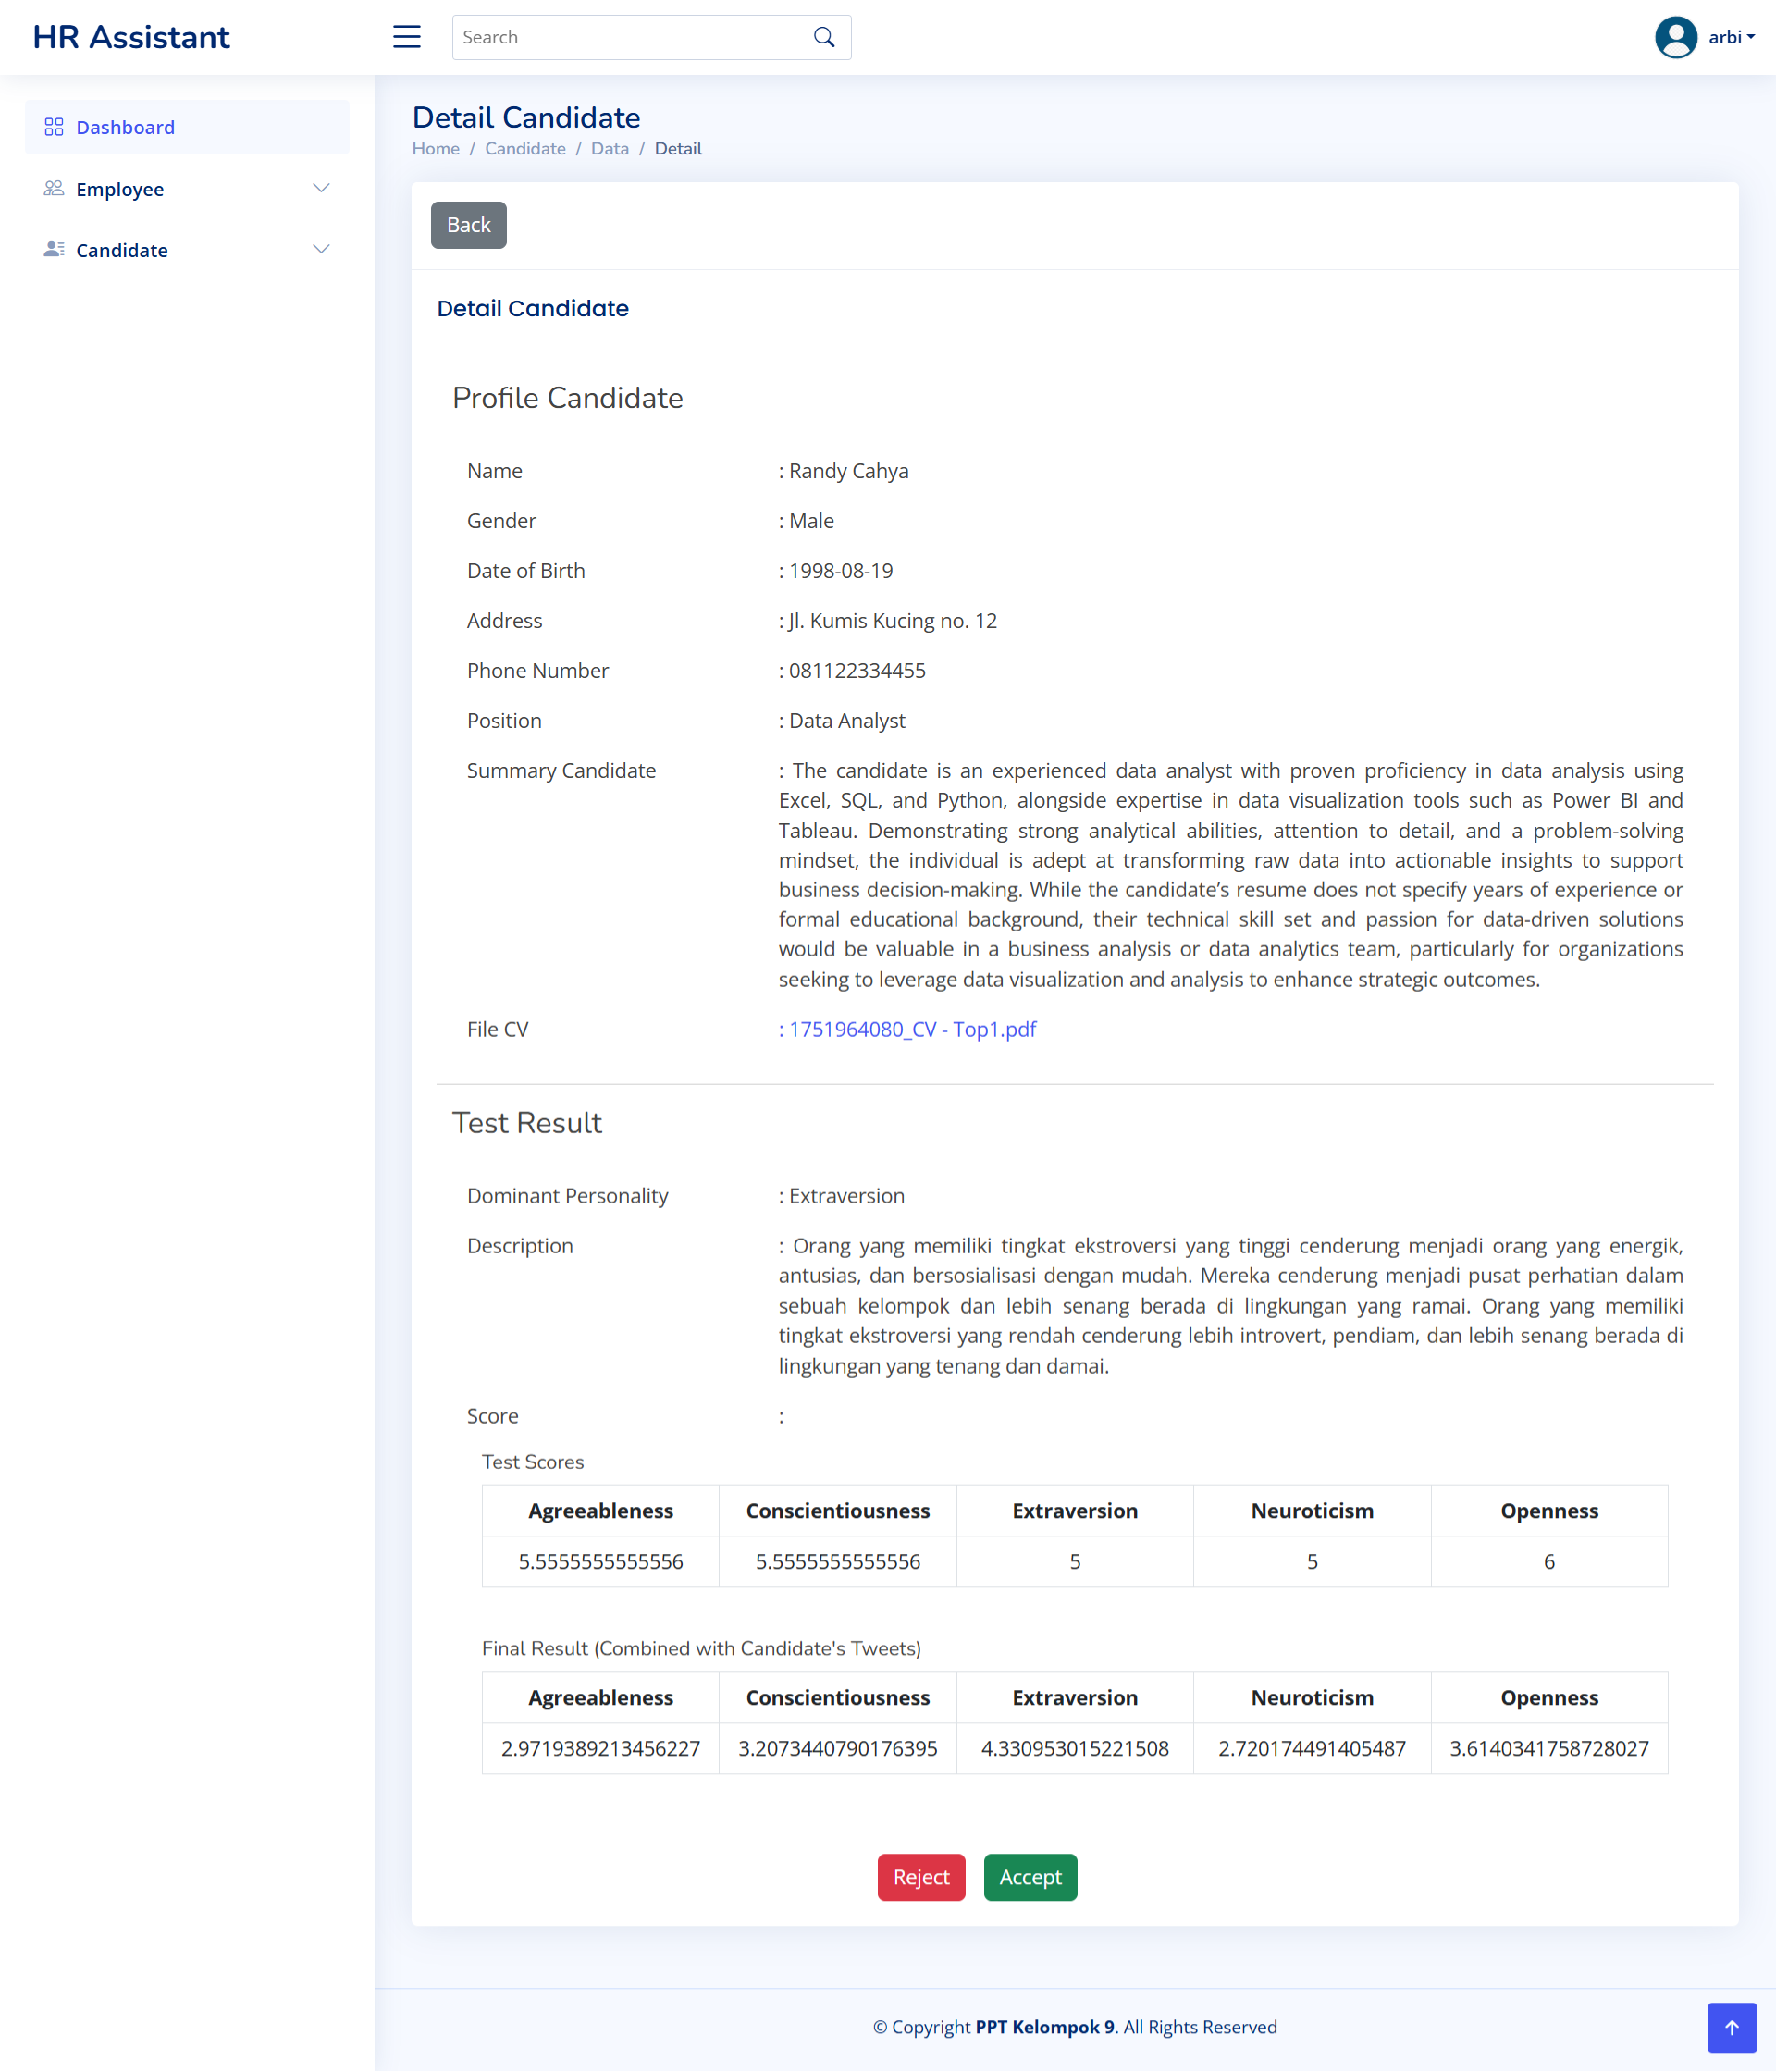 HR Assistant
Search
arbi
Dashboard
Employee
Candidate
Detail Candidate
Home / Candidate / Data / Detail
Back
Detail Candidate
Profile Candidate
Name : Randy Cahya
Gender : Male
Date of Birth : 1998-08-19
Address : Jl. Kumis Kucing no. 12
Phone Number : 081122334455
Position : Data Analyst
Summary Candidate : The candidate is an experienced data analyst with proven proficiency in data analysis using
Excel, SQL, and Python, alongside expertise in data visualization tools such as Power BI and
Tableau. Demonstrating strong analytical abilities, attention to detail, and a problem-solving
mindset, the individual is adept at transforming raw data into actionable insights to support
business decision-making. While the candidate’s resume does not specify years of experience or
formal educational background, their technical skill set and passion for data-driven solutions
would be valuable in a business analysis or data analytics team, particularly for organizations
seeking to leverage data visualization and analysis to enhance strategic outcomes.
File CV : 1751964080_CV - Top1.pdf
Test Result
Dominant Personality : Extraversion
Description : Orang yang memiliki tingkat ekstroversi yang tinggi cenderung menjadi orang yang energik,
antusias, dan bersosialisasi dengan mudah. Mereka cenderung menjadi pusat perhatian dalam
sebuah kelompok dan lebih senang berada di lingkungan yang ramai. Orang yang memiliki
tingkat ekstroversi yang rendah cenderung lebih introvert, pendiam, dan lebih senang berada di
lingkungan yang tenang dan damai.
Score :
Test Scores
Agreeableness Conscientiousness Extraversion Neuroticism Openness
5.5555555555556 5.5555555555556 5 5 6
Final Result (Combined with Candidate's Tweets)
Agreeableness Conscientiousness Extraversion Neuroticism Openness
2.9719389213456227 3.2073440790176395 4.330953015221508 2.720174491405487 3.6140341758728027
Reject Accept
© Copyright PPT Kelompok 9. All Rights Reserved